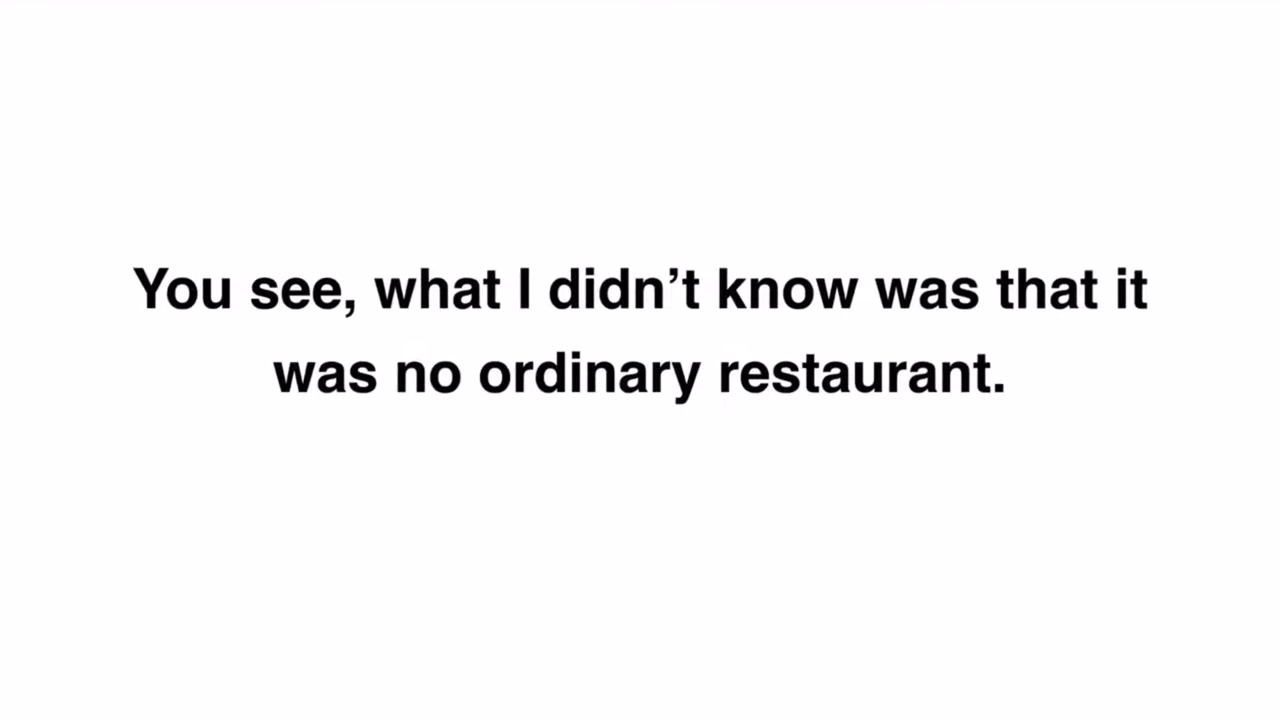 You see, what I didn’t know was that it
was no ordinary restaurant.